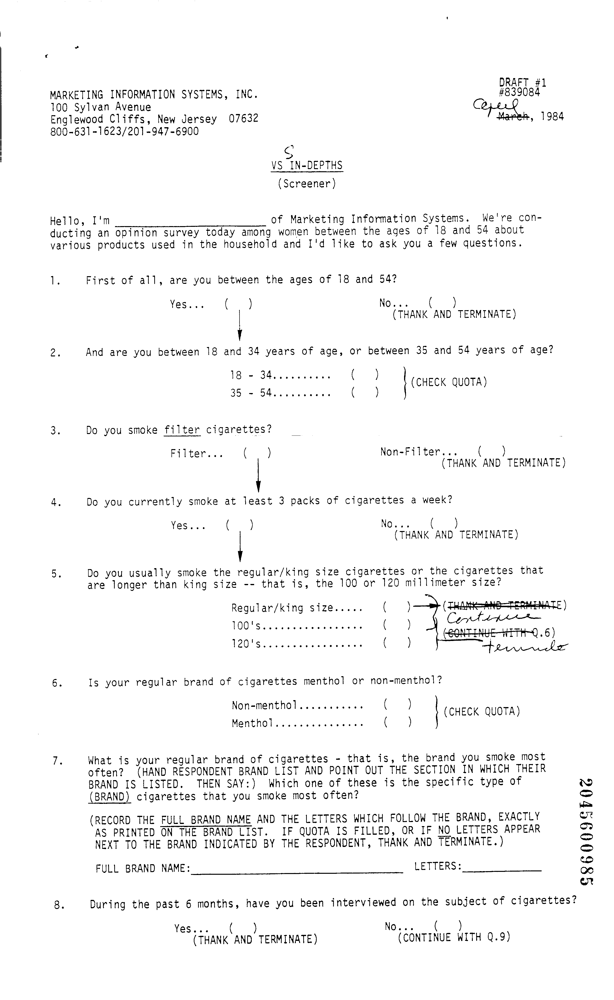 DRAFT #1
MARKETING INFORMATION SYSTEMS, INC. #839084
100 Sylvan Avenue April
Englewood Cliffs, New Jersey 07632 March, 1984
800-631-1623/201-947-6900
S
VS IN-DEPTHS
(Screener)
Hello, I'm ____________________ of Marketing Information Systems. We're con-
ducting an opinion survey today among women between the ages of 18 and 54 about
various products used in the household and I'd like to ask you a few questions.
1. First of all, are you between the ages of 18 and 54?
Yes... ( ) No... ( )
(THANK AND TERMINATE)
2. And are you between 18 and 34 years of age, or between 35 and 54 years of age?
18 - 34.......... ( )
(CHECK QUOTA)
35 - 54.......... ( )
3. Do you smoke filter cigarettes?
Filter... ( ) Non-Filter... ( )
(THANK AND TERMINATE)
4. Do you currently smoke at least 3 packs of cigarettes a week?
Yes... ( ) No... ( )
(THANK AND TERMINATE)
5. Do you usually smoke the regular/king size cigarettes or the cigarettes that
are longer than king size -- that is, the 100 or 120 millimeter size?
Regular/king size..... ( ) (THANK AND TERMINATE)
Continue
100's................. ( )
(CONTINUE WITH Q.6)
120's................. ( ) terminate
6. Is your regular brand of cigarettes menthol or non-menthol?
Non-menthol........... ( )
(CHECK QUOTA)
Menthol............... ( )
7. What is your regular brand of cigarettes - that is, the brand you smoke most
often? (HAND RESPONDENT BRAND LIST AND POINT OUT THE SECTION IN WHICH THEIR
BRAND IS LISTED. THEN SAY:) Which one of these is the specific type of
(BRAND) cigarettes that you smoke most often?
(RECORD THE FULL BRAND NAME AND THE LETTERS WHICH FOLLOW THE BRAND, EXACTLY
AS PRINTED ON THE BRAND LIST. IF QUOTA IS FILLED, OR IF NO LETTERS APPEAR
NEXT TO THE BRAND INDICATED BY THE RESPONDENT, THANK AND TERMINATE.)
FULL BRAND NAME:____________________ LETTERS:__________
8. During the past 6 months, have you been interviewed on the subject of cigarettes?
Yes... ( ) No... ( )
(THANK AND TERMINATE) (CONTINUE WITH Q.9)
2045600985